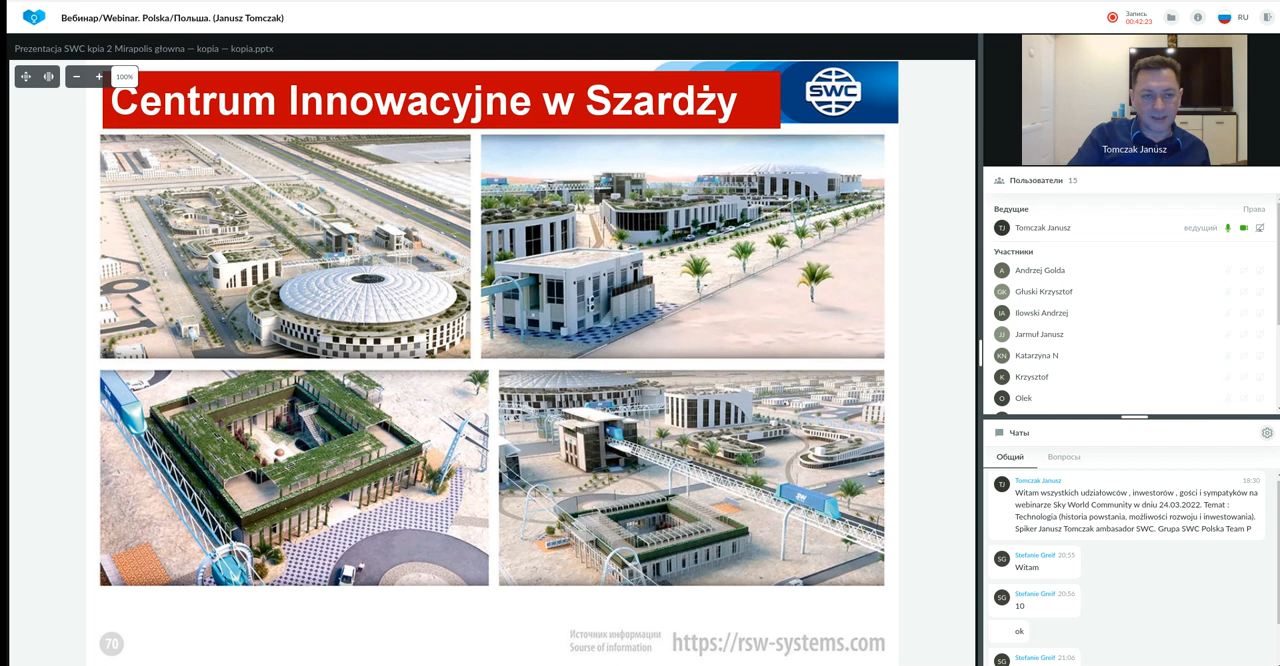 Вебинар/Webinar. Polska/Польша. (Janusz Tomczak)
Запись
00:42:23
RU
Prezentacja SWC kpia 2 Mirapolis główna — kopia — kopia.pptx
100%
Centrum Innowacyjne w Szardży
SWC
70
Источник информации
Sourse of information
https://rsw-systems.com
Tomczak Janusz
Пользователи 15
Ведущие
Права
TJ
Tomczak Janusz
ведущий
Участники
A
Andrzej Golda
GK
Głuski Krzysztof
IA
Ilowski Andrzej
JJ
Jarmuł Janusz
KN
Katarzyna N
K
Krzysztof
O
Olek
Чаты
Общий
Вопросы
TJ
Tomczak Janusz
18:30
Witam wszystkich udziałowców , inwestorów , gości i sympatyków na
webinarze Sky World Community w dniu 24.03.2022. Temat :
Technologia (historia powstania, możliwości rozwoju i inwestowania).
Spiker Janusz Tomczak ambasador SWC. Grupa SWC Polska Team P
SG
Stefanie Greif 20:55
Witam
SG
Stefanie Greif 20:56
10
ok
SG
Stefanie Greif 21:06